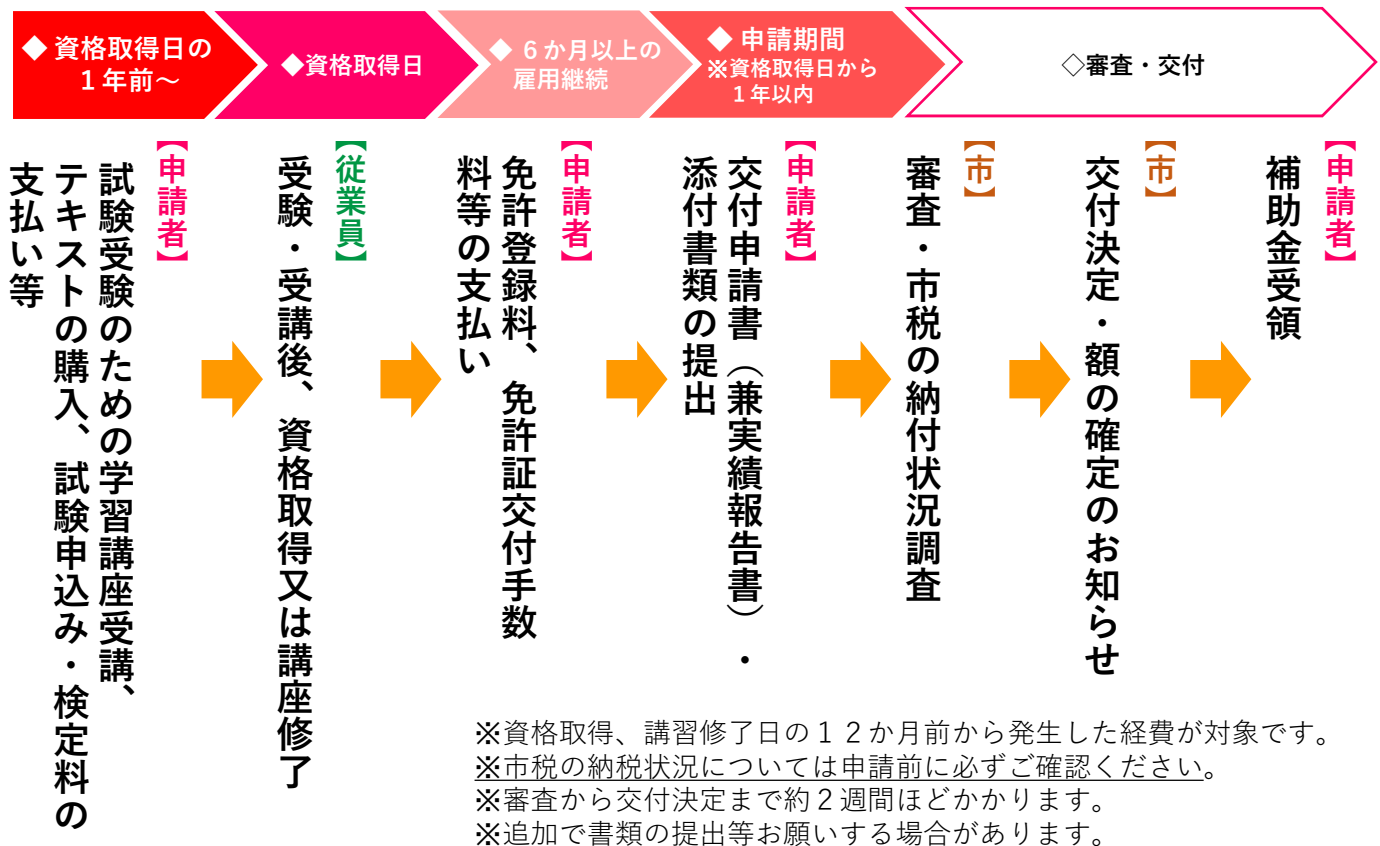 ◆ 資格取得日の
１年前～
◆資格取得日
◆ ６か月以上の
雇用継続
◆ 申請期間
※資格取得日から
１年以内
◇審査・交付
【申請者】
試験受験のための学習講座受講、
テキストの購入、試験申込み・検定料の
支払い等
【従業員】
受験・受講後、資格取得又は講座修了
【申請者】
免許登録料、免許証交付手数
料等の支払い
【申請者】
交付申請書（兼実績報告書）・
添付書類の提出
【市】
審査・市税の納付状況調査
【市】
交付決定・額の確定のお知らせ
【申請者】
補助金受領
※資格取得、講習修了日の１２か月前から発生した経費が対象です。
※市税の納税状況については申請前に必ずご確認ください。
※審査から交付決定まで約２週間ほどかかります。
※追加で書類の提出等お願いする場合があります。